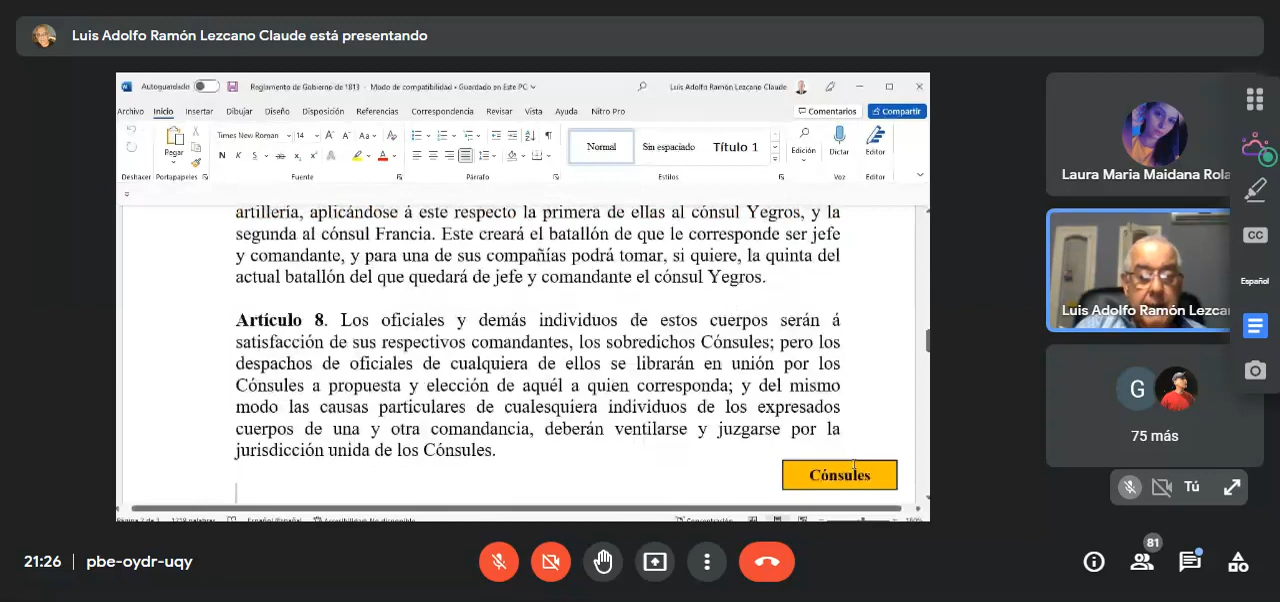 Luis Adolfo Ramón Lezcano Claude está presentando
Autoguardado
Reglamento de Gobierno de 1813 - Modo de compatibilidad • Guardado en Este PC
Luis Adolfo Ramón Lezcano Claude
Archivo Inicio Insertar Dibujar Diseño Disposición Referencias Correspondencia Revisar Vista Ayuda Nitro Pro
Comentarios
Compartir
Pegar
Times New Roman 14
N K S
Normal
Sin espaciado
Título 1
Edición
Dictar
Editor
Deshacer Portapapeles Fuente Párrafo Estilos Voz Editor
artillería, aplicándose á este respecto la primera de ellas al cónsul Yegros, y la
segunda al cónsul Francia. Este creará el batallón de que le corresponde ser jefe
y comandante, y para una de sus compañías podrá tomar, si quiere, la quinta del
actual batallón del que quedará de jefe y comandante el cónsul Yegros.
Artículo 8. Los oficiales y demás individuos de estos cuerpos serán á
satisfacción de sus respectivos comandantes, los sobredichos Cónsules; pero los
despachos de oficiales de cualquiera de ellos se librarán en unión por los
Cónsules a propuesta y elección de aquél a quien corresponda; y del mismo
modo las causas particulares de cualesquiera individuos de los expresados
cuerpos de una y otra comandancia, deberán ventilarse y juzgarse por la
jurisdicción unida de los Cónsules.
Cónsules
Laura Maria Maidana Rola
Luis Adolfo Ramón Lezca
G
75 más
Tú
CC
Español
21:26
pbe-oydr-uqy
81